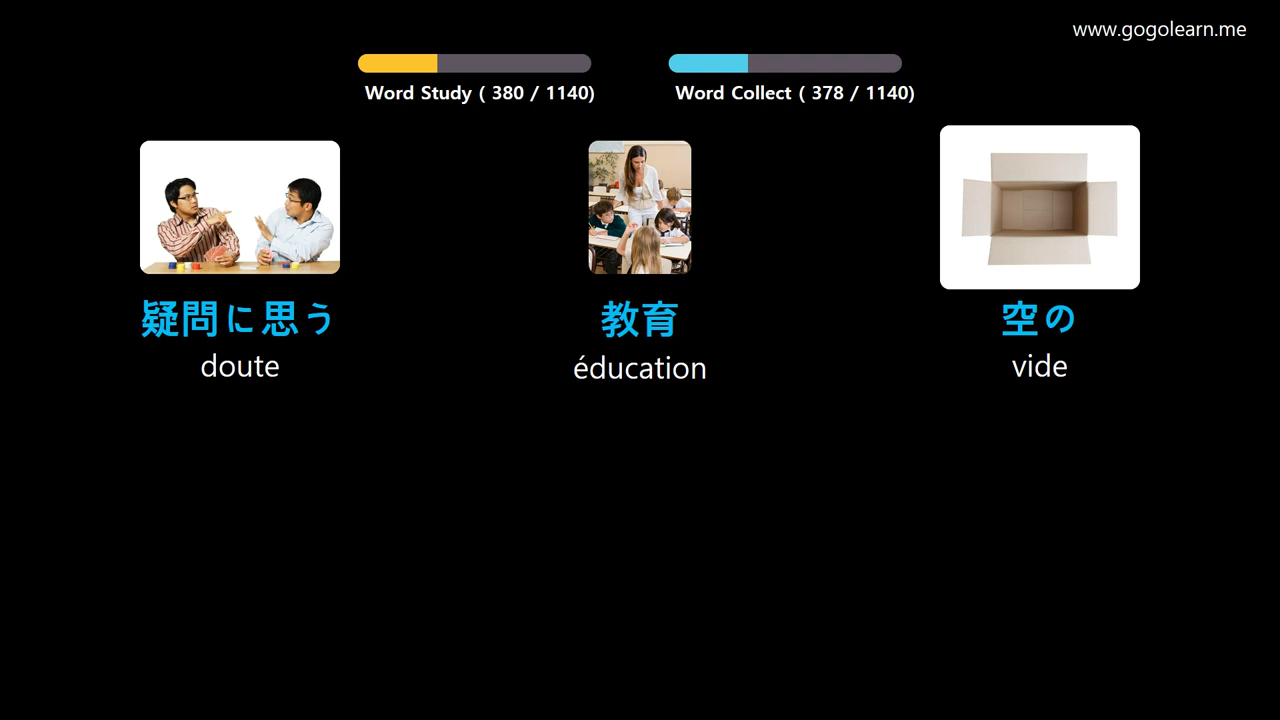 www.gogolearn.me
Word Study ( 380 / 1140)
Word Collect ( 378 / 1140)
疑問に思う
教育
空の
doute
éducation
vide